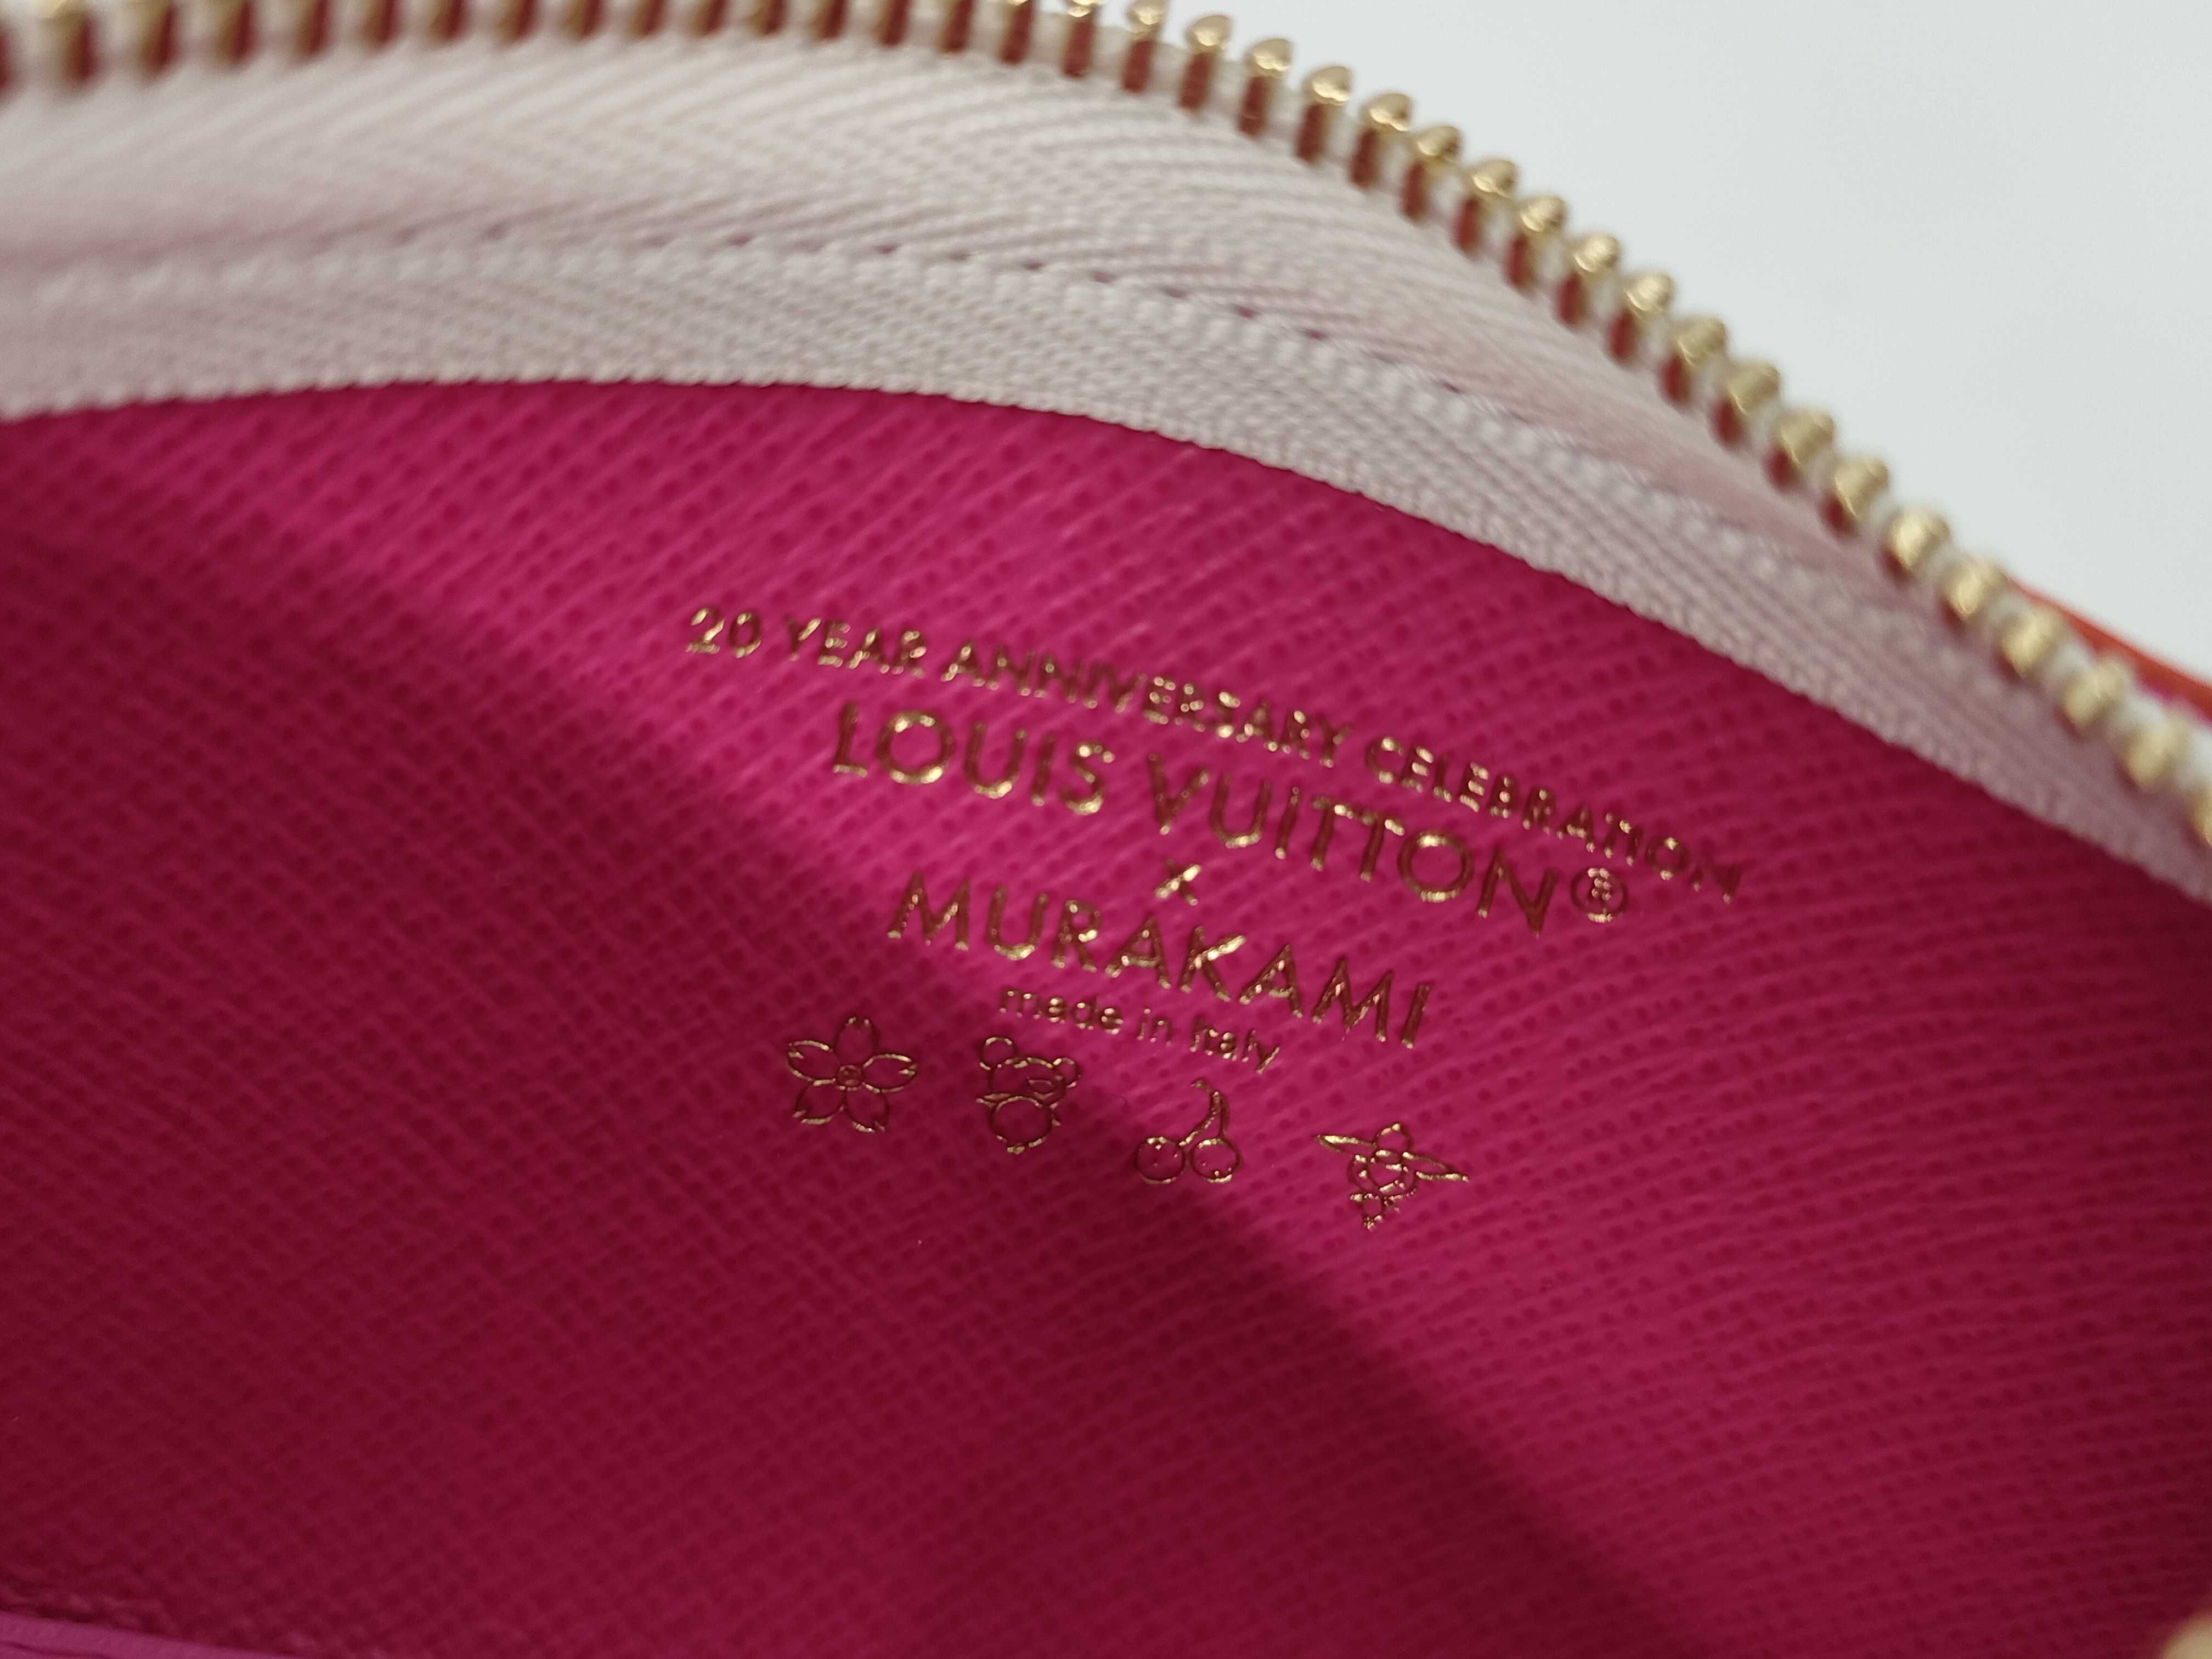 20 YEAR ANNIVERSARY CELEBRATION
LOUIS VUITTON®
x
MURAKAMI
made in Italy